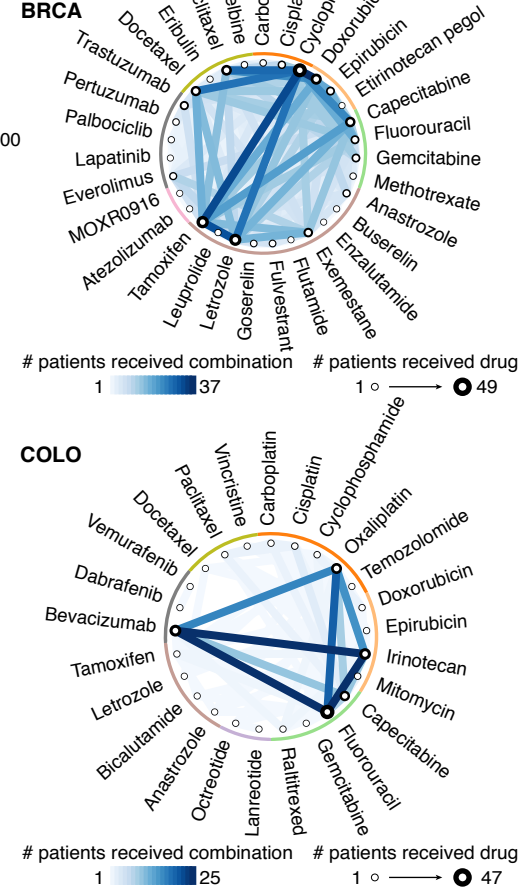 BRCA
Trastuzumab
Docetaxel
Eribulin
Cyclop
Doxorubic
Epirubicin
Etirinotecan pegol
Capecitabine
Fluorouracil
Gemcitabine
Methotrexate
Anastrozole
Buserelin
Enzalutamide
Exemestane
Flutamide
Fulvestrant
Goserelin
Letrozole
Leuprolide
Tamoxifen
Atezolizumab
MOXR0916
Everolimus
Lapatinib
Palbociclib
Pertuzumab
00
# patients received combination
1 37
# patients received drug
1 49
COLO
Carboplatin
Cisplatin
Cyclophosphamide
Oxaliplatin
Temozolomide
Doxorubicin
Epirubicin
Irinotecan
Mitomycin
Capecitabine
Fluorouracil
Gemcitabine
Raltitrexed
Lanreotide
Octreotide
Anastrozole
Bicalutamide
Letrozole
Tamoxifen
Bevacizumab
Dabrafenib
Vemurafenib
Docetaxel
Paclitaxel
Vincristine
# patients received combination
1 25
# patients received drug
1 47